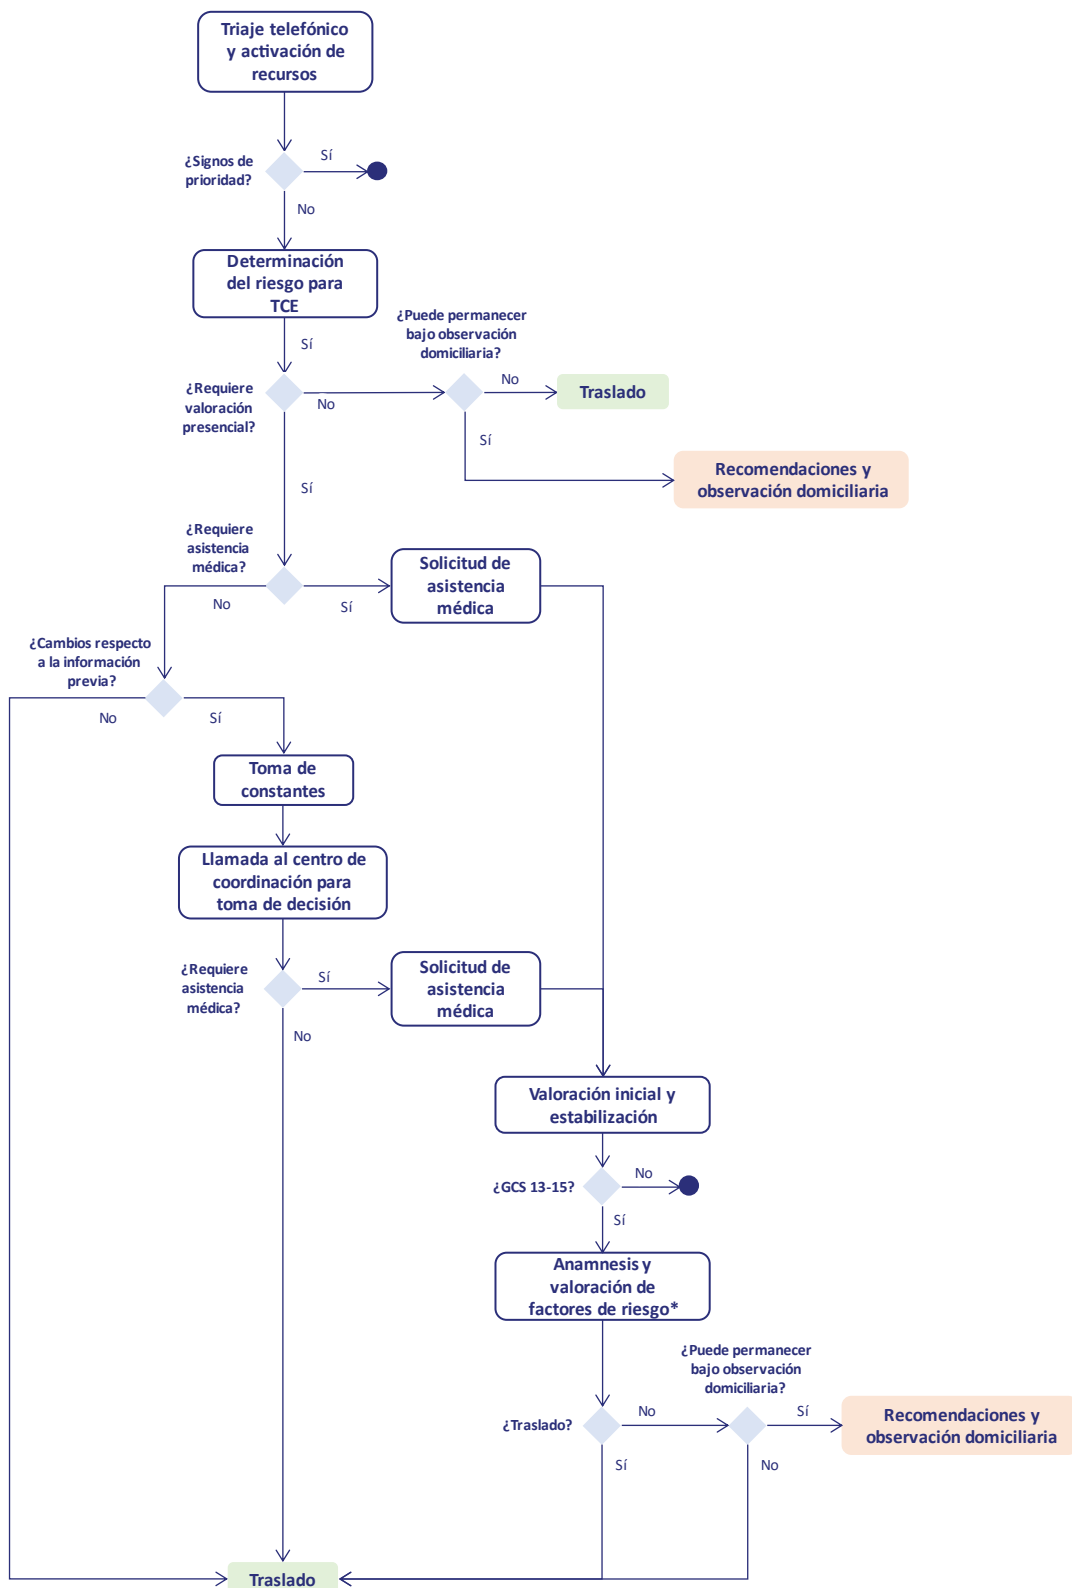 Triaje telefónico
y activación de
recursos
¿Signos de
prioridad?
Sí
No
Determinación
del riesgo para
TCE
Sí
¿Puede permanecer
bajo observación
domiciliaria?
¿Requiere
valoración
presencial?
No
No
Traslado
Sí
Recomendaciones y
observación domiciliaria
Sí
¿Requiere
asistencia
médica?
No
Sí
Solicitud de
asistencia
médica
¿Cambios respecto
a la información
previa?
No
Sí
Toma de
constantes
Llamada al centro de
coordinación para
toma de decisión
¿Requiere
asistencia
médica?
Sí
Solicitud de
asistencia
médica
No
Valoración inicial y
estabilización
¿GCS 13-15?
No
Sí
Anamnesis y
valoración de
factores de riesgo*
¿Puede permanecer
bajo observación
domiciliaria?
¿Traslado?
No
Sí
Recomendaciones y
observación domiciliaria
Sí
No
Traslado